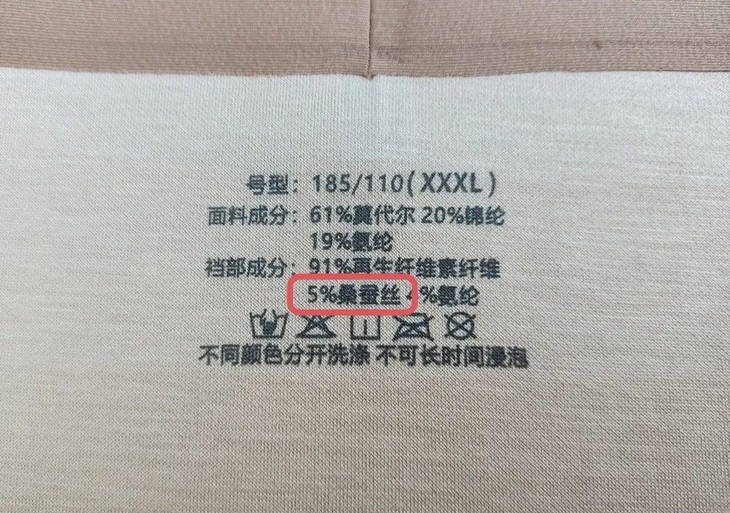 号型：185/110(XXXL)
面料成分：61%莫代尔 20%锦纶
19%氨纶
裆部成分：91%再生纤维素纤维
5%桑蚕丝 4%氨纶
不同颜色分开洗涤 不可长时间浸泡